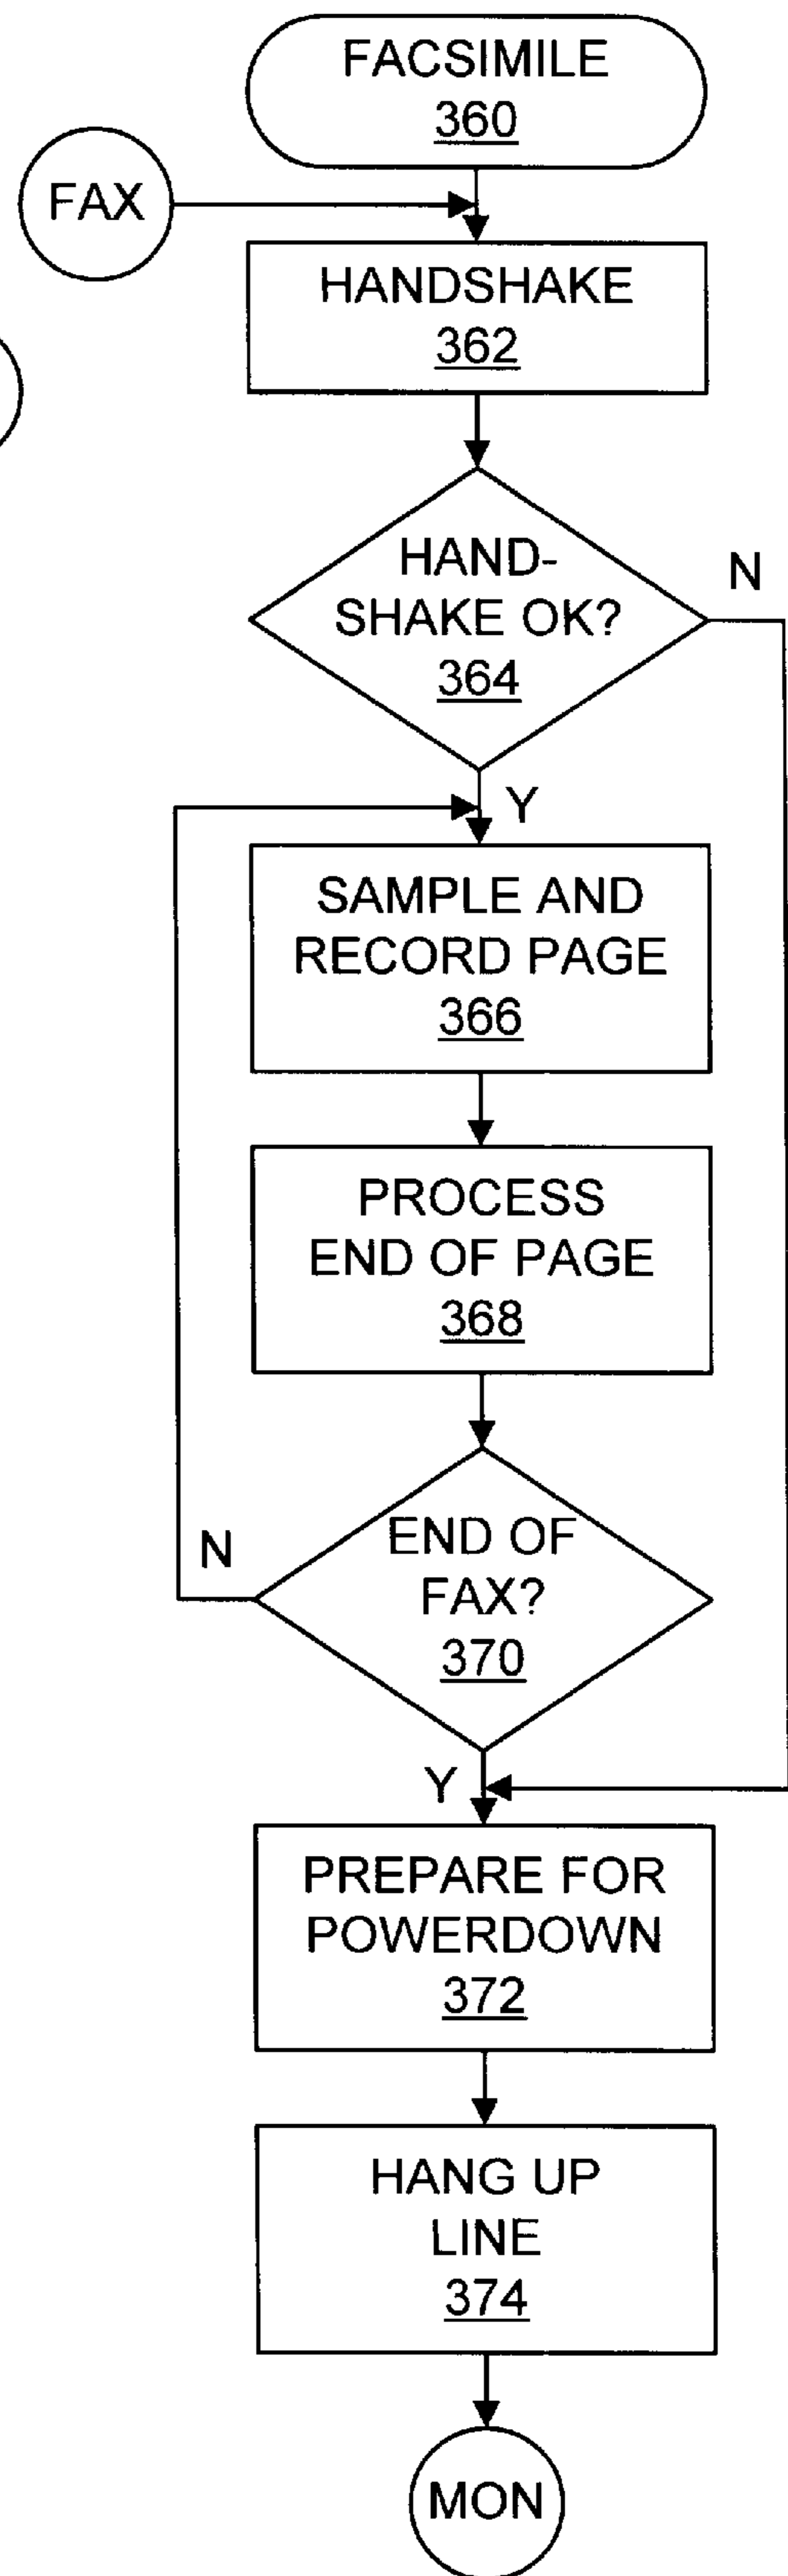 FACSIMILE
360
FAX
HANDSHAKE
362
HAND-
SHAKE OK?
364
N
Y
SAMPLE AND
RECORD PAGE
366
PROCESS
END OF PAGE
368
END OF
FAX?
370
N
Y
PREPARE FOR
POWERDOWN
372
HANG UP
LINE
374
MON